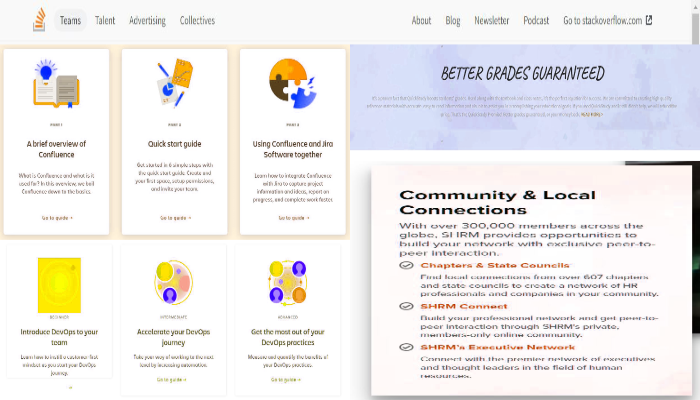 Teams Talent Advertising Collectives About Blog Newsletter Podcast Go to stackoverflow.com
PART 1
A brief overview of
Confluence
What is Confluence and what is it
used for? In this overview, we boil
Confluence down to the basics.
Go to guide →
Quick start guide
Get started in 6 simple steps with
the quick start guide. Create and
your first space, setup permissions,
and invite your team.
Go to guide →
PART 3
Using Confluence and Jira
Software together
Learn how to integrate Confluence
with Jira to capture project
information and ideas, report on
progress, and complete work faster.
Go to guide →
BEGINNER
Introduce DevOps to your
team
Learn how to instill a customer-first
mindset as you start your DevOps
journey.
→
INTERMEDIATE
Accelerate your DevOps
journey
Take your way of working to the next
level by increasing automation.
Go to guide →
ADVANCED
Get the most out of your
DevOps practices
Measure and quantify the benefits of
your DevOps practices.
Go to guide →
BETTER GRADES GUARANTEED
READ MORE >
Community & Local
Connections
With over 300,000 members across the
globe, SHRM provides opportunities to
build your network with exclusive peer-to-
peer interaction.
Chapters & State Councils
Find local connections from over 607 chapters
and state councils to create a network of HR
professionals and companies in your community.
SHRM Connect
Build your professional network and get peer-to-
peer interaction through SHRM's private,
members-only online community.
SHRM's Executive Network
Connect with the premier network of executives
and thought leaders in the field of human
resources.